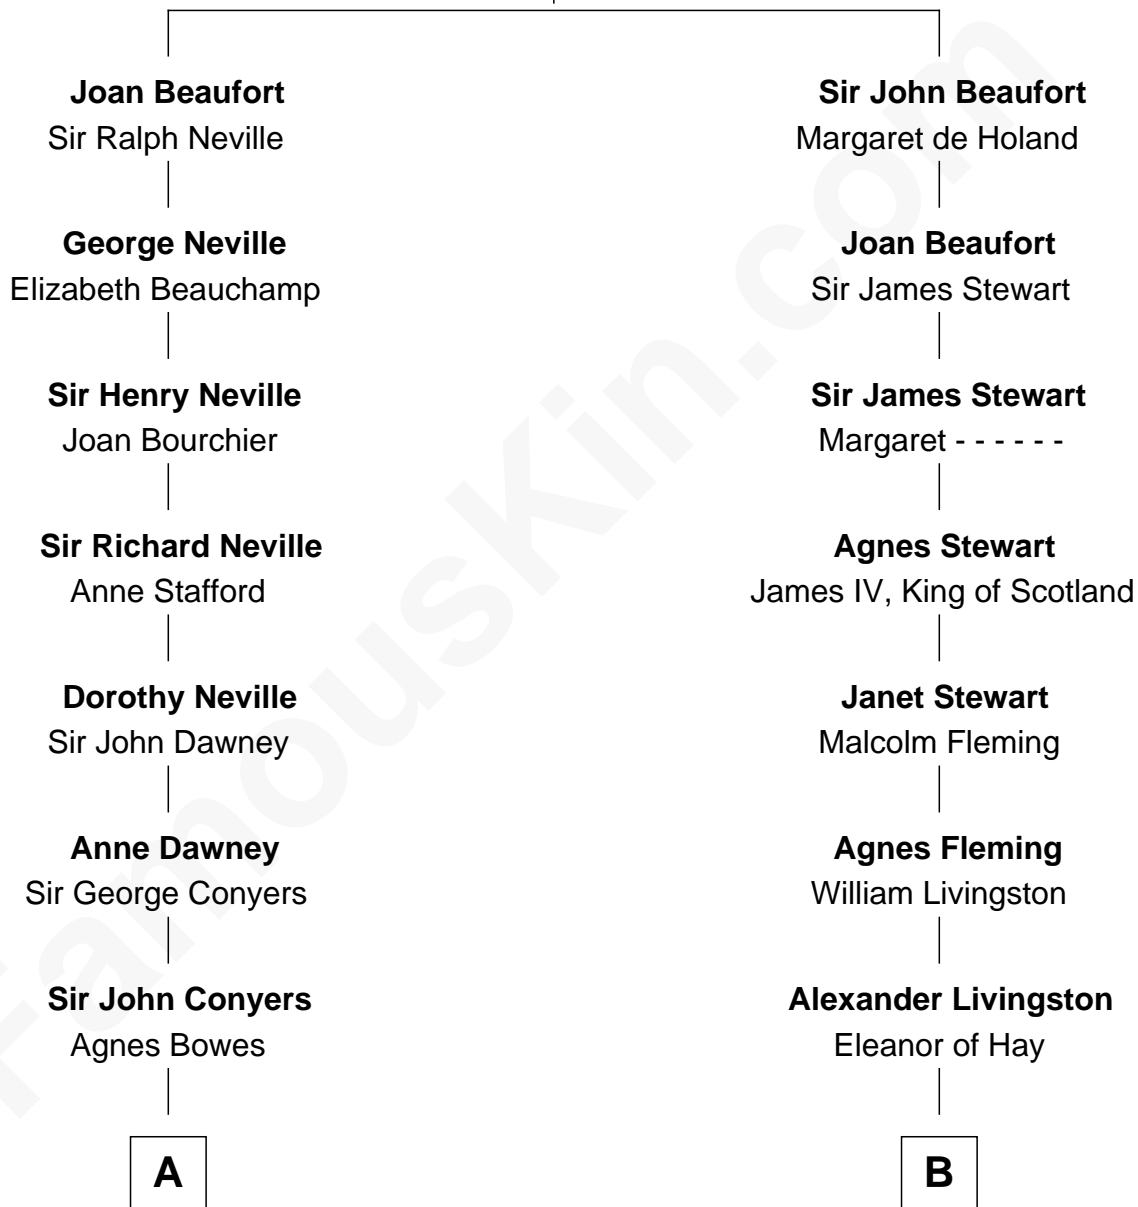 Joan Beaufort
Sir Ralph Neville
George Neville
Elizabeth Beauchamp
Sir Henry Neville
Joan Bourchier
Sir Richard Neville
Anne Stafford
Dorothy Neville
Sir John Dawney
Anne Dawney
Sir George Conyers
Sir John Conyers
Agnes Bowes
A
Sir John Beaufort
Margaret de Holand
Joan Beaufort
Sir James Stewart
Sir James Stewart
Margaret - - - - - -
Agnes Stewart
James IV, King of Scotland
Janet Stewart
Malcolm Fleming
Agnes Fleming
William Livingston
Alexander Livingston
Eleanor of Hay
B
FamousKin.com